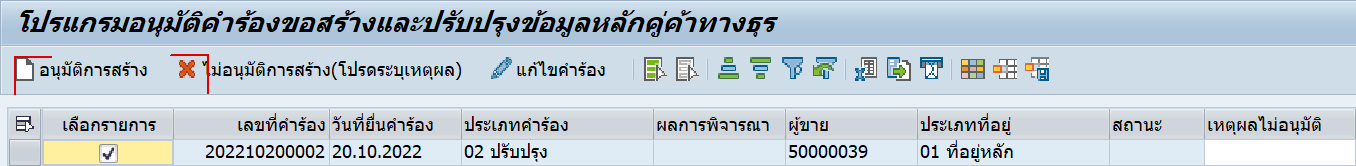 โปรแกรมอนุมัติคำร้องขอสร้างและปรับปรุงข้อมูลหลักคู่ค้าทางธุร
อนุมัติการสร้าง ไม่อนุมัติการสร้าง(โปรดระบุเหตุผล) แก้ไขคำร้อง
เลือกรายการ เลขที่คำร้อง วันที่ยื่นคำร้อง ประเภทคำร้อง ผลการพิจารณา ผู้ขาย ประเภทที่อยู่ สถานะ เหตุผลไม่อนุมัติ
202210200002 20.10.2022 02 ปรับปรุง 50000039 01 ที่อยู่หลัก